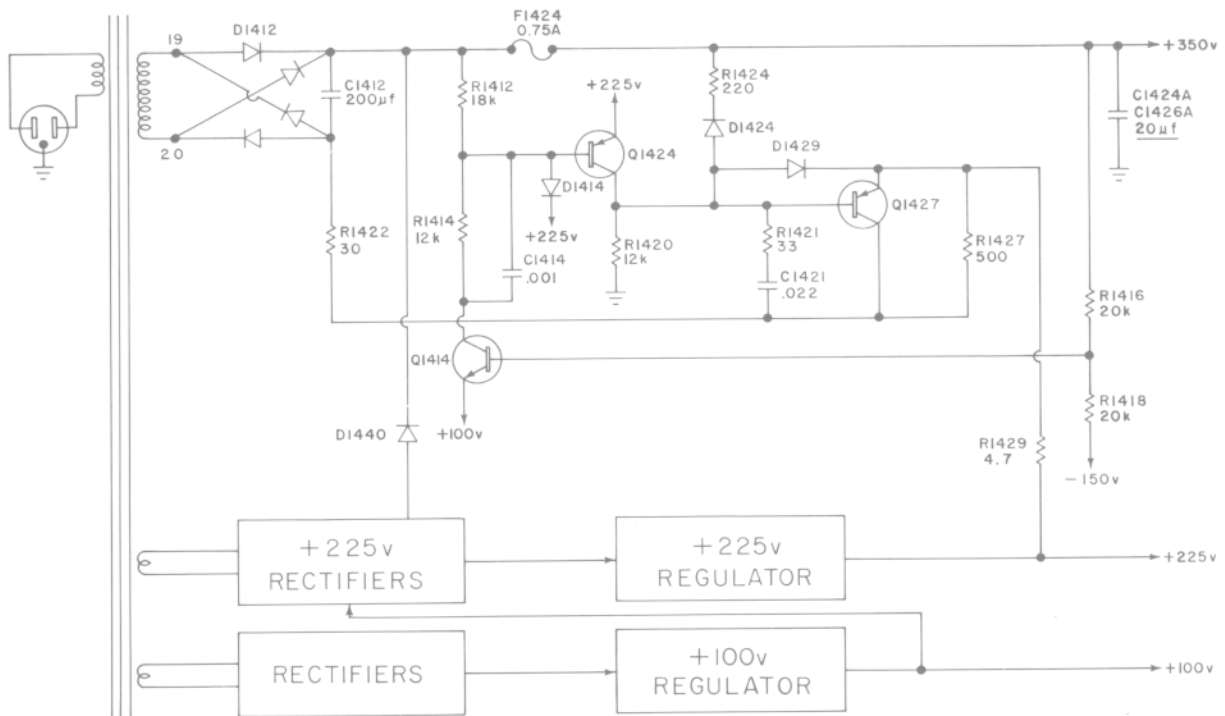 19
D1412
F1424
0.75A
+350v
C1412
200µf
R1412
18k
+225v
R1424
220
C1424A
C1426A
20µf
20
Q1424
D1424
D1429
D1414
+225v
Q1427
R1422
30
R1414
12k
C1414
.001
R1420
12k
R1421
33
C1421
.022
R1427
500
R1416
20k
Q1414
+100v
D1440
R1418
20k
-150v
R1429
4.7
+225v
RECTIFIERS
+225v
REGULATOR
+225v
RECTIFIERS
+100v
REGULATOR
+100v